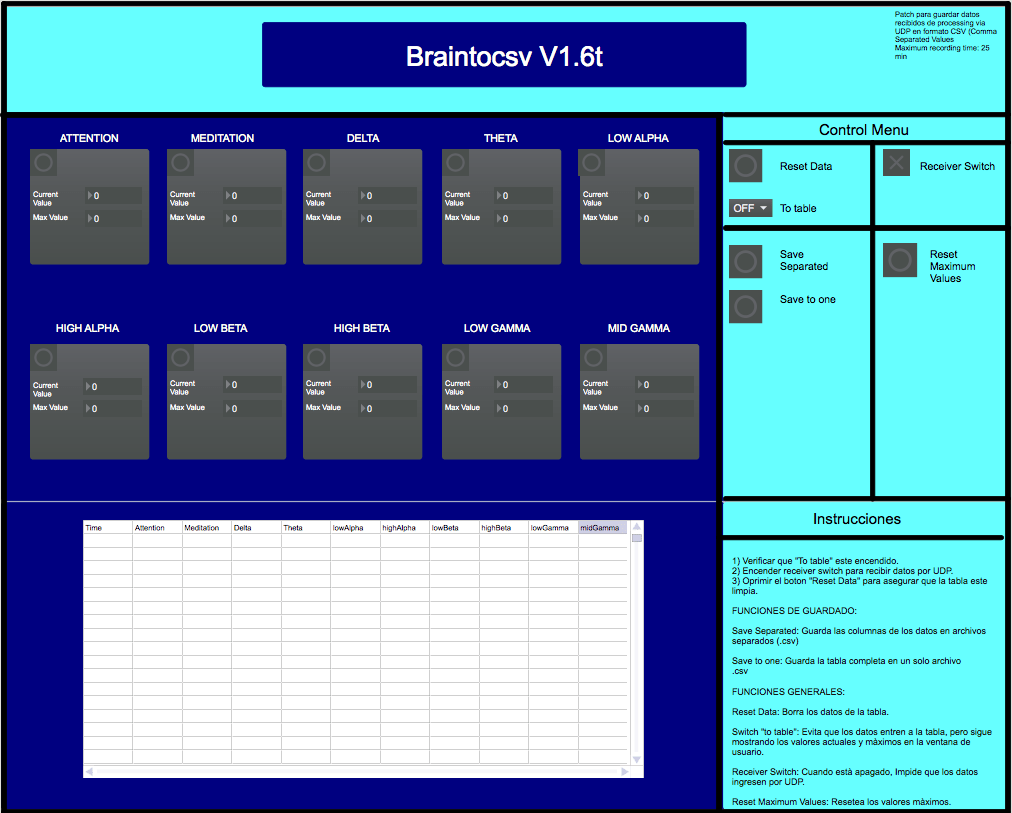 Patch para guardar datos
recibidos de processing via
UDP en formato CSV (Comma
Separated Values
Maximum recording time: 25
min
Braintocsv V1.6t
ATTENTION
Current
Value
0
Max Value
0
MEDITATION
Current
Value
0
Max Value
0
DELTA
Current
Value
0
Max Value
0
THETA
Current
Value
0
Max Value
0
LOW ALPHA
Current
Value
0
Max Value
0
HIGH ALPHA
Current
Value
0
Max Value
0
LOW BETA
Current
Value
0
Max Value
0
HIGH BETA
Current
Value
0
Max Value
0
LOW GAMMA
Current
Value
0
Max Value
0
MID GAMMA
Current
Value
0
Max Value
0
Time Attention Meditation Delta Theta lowAlpha highAlpha lowBeta highBeta lowGamma midGamma
Control Menu
Reset Data
OFF To table
Receiver Switch
Save
Separated
Save to one
Reset
Maximum
Values
Instrucciones
1) Verificar que "To table" este encendido.
2) Encender receiver switch para recibir datos por UDP.
3) Oprimir el boton "Reset Data" para asegurar que la tabla este
limpia.
FUNCIONES DE GUARDADO:
Save Separated: Guarda las columnas de los datos en archivos
separados (.csv)
Save to one: Guarda la tabla completa en un solo archivo
.csv
FUNCIONES GENERALES:
Reset Data: Borra los datos de la tabla.
Switch "to table": Evita que los datos entren a la tabla, pero sigue
mostrando los valores actuales y màximos en la ventana de
usuario.
Receiver Switch: Cuando està apagado, Impide que los datos
ingresen por UDP.
Reset Maximum Values: Resetea los valores màximos.